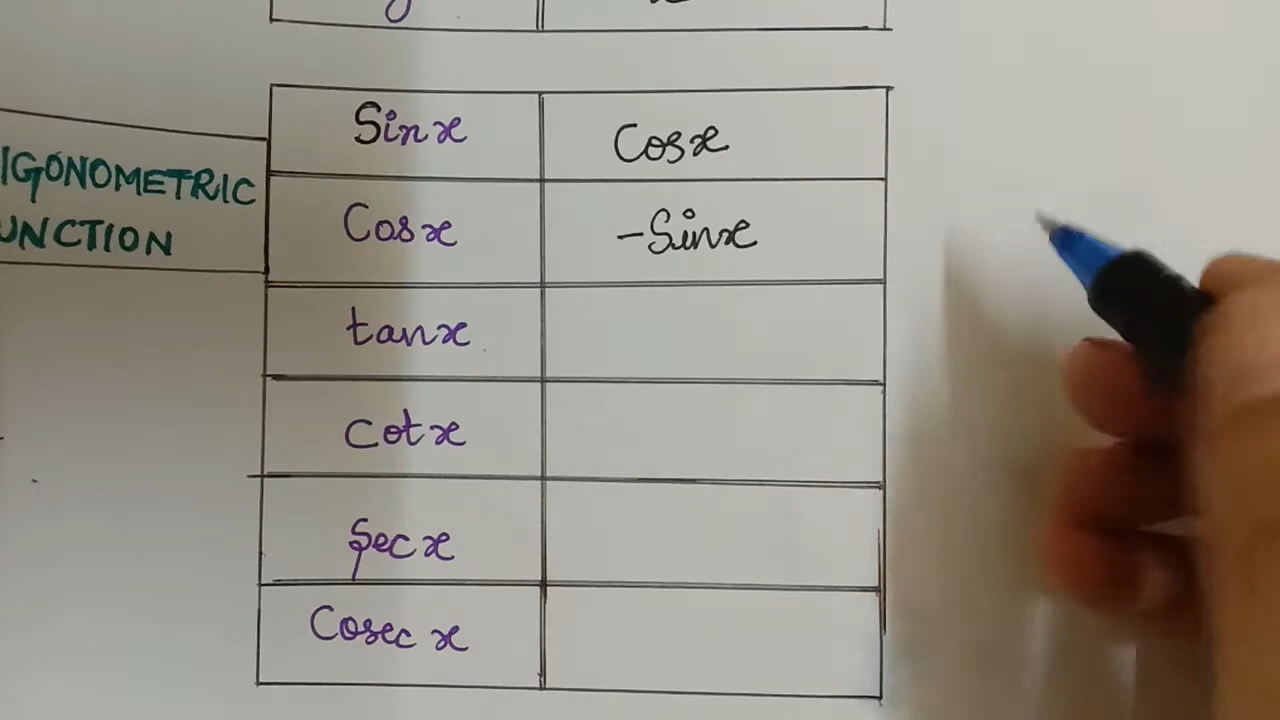 IGONOMETRIC
UNCTION
Sinx Cosx
Cosx -Sinx
tanx
cotx
Secx
Cosec x